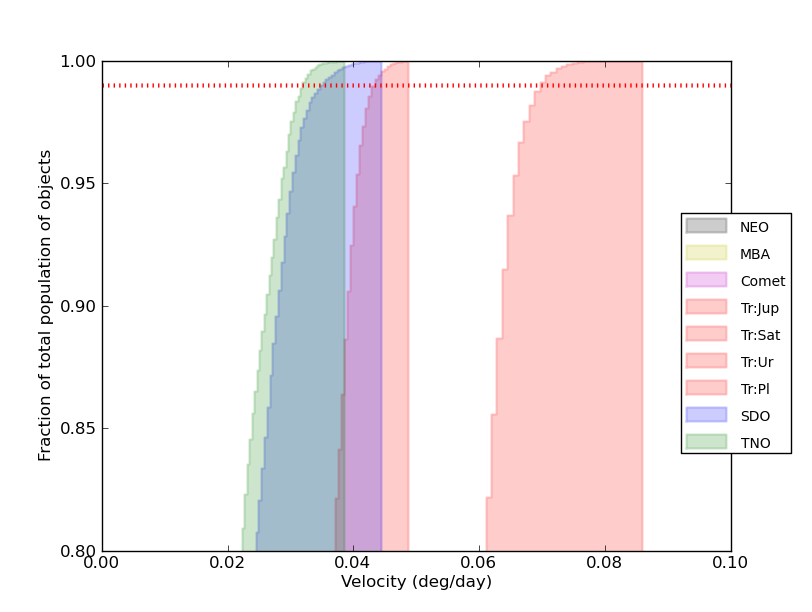 1.00
0.95
0.90
0.85
0.80
Fraction of total population of objects
0.00 0.02 0.04 0.06 0.08 0.10
Velocity (deg/day)
NEO
MBA
Comet
Tr:Jup
Tr:Sat
Tr:Ur
Tr:Pl
SDO
TNO